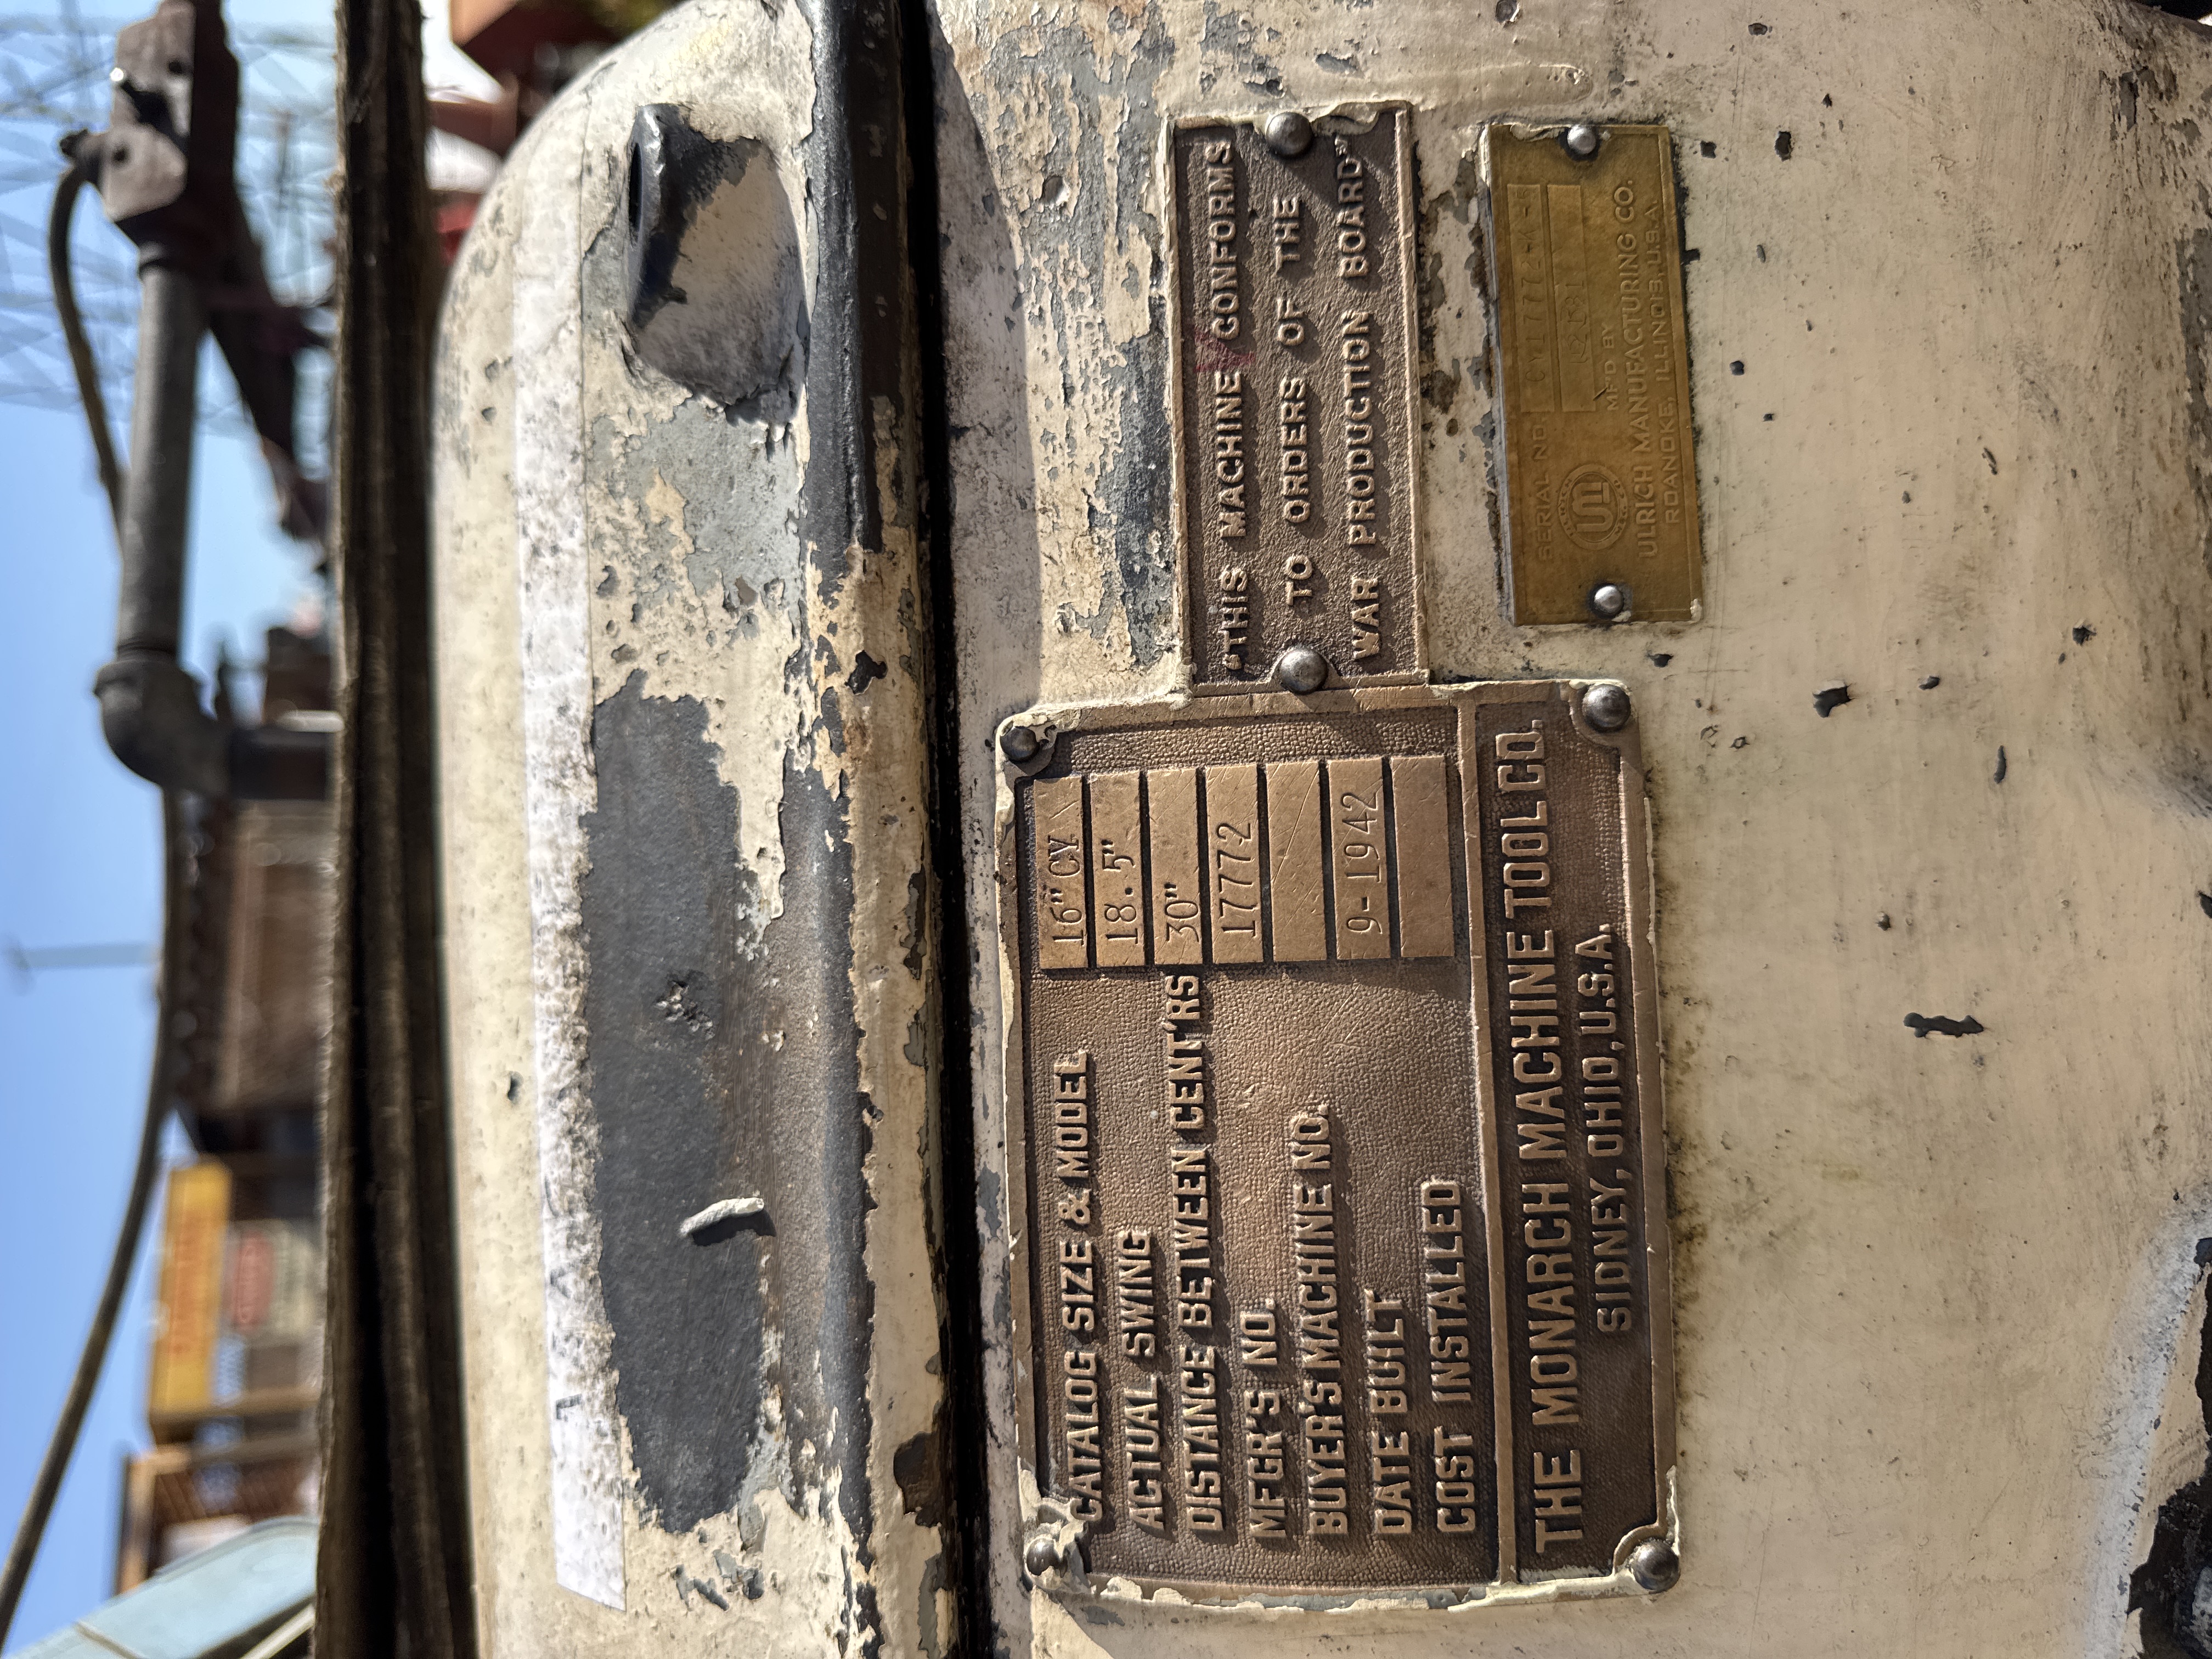 "THIS MACHINE CONFORMS
TO ORDERS OF THE
WAR PRODUCTION BOARD"
CATALOG SIZE & MODEL 16" CY
ACTUAL SWING 18.5"
DISTANCE BETWEEN CENT'RS 30"
MFGR'S NO. 17772
BUYER'S MACHINE NO.
DATE BUILT 9-1942
COST INSTALLED
THE MONARCH MACHINE TOOL CO.
SIDNEY, OHIO, U.S.A.
SERIAL NO.
MFD BY
ULRICH MANUFACTURING CO.
ROANOKE, ILLINOIS, U.S.A.